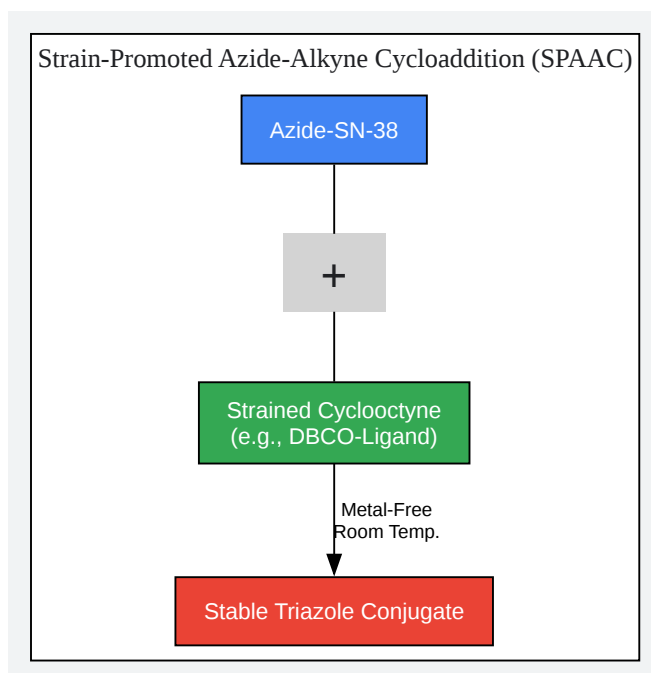 Strain-Promoted Azide-Alkyne Cycloaddition (SPAAC)
Azide-SN-38
+
Strained Cyclooctyne
(e.g., DBCO-Ligand)
Metal-Free
Room Temp.
Stable Triazole Conjugate